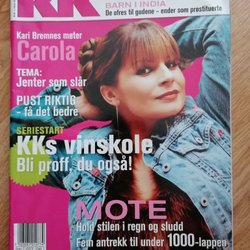 KK
BARN I INDIA
De ofres til gudene - ender som prostituerte
Kari Bremnes møter
Carola
TEMA:
Jenter som slår
PUST RIKTIG
- få det bedre
SERIESTART
KKs vinskole
Bli proff, du også!
MOTE
Hold stilen i regn og sludd
Fem antrekk til under 1000-lappen